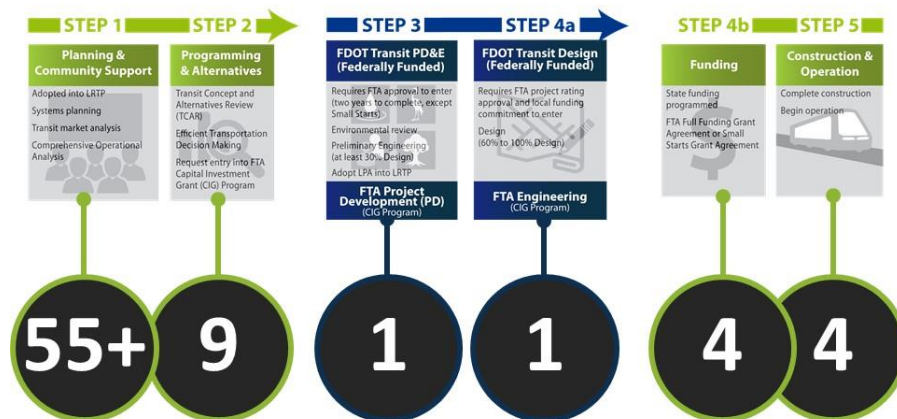 STEP 1
STEP 2
STEP 3
STEP 4a
STEP 4b
STEP 5
Planning &
Community Support
Adopted into LRTP
Systems planning
Transit market analysis
Comprehensive Operational
Analysis
Programming
& Alternatives
Transit Concept and
Alternatives Review
(TCAR)
Efficient Transportation
Decision Making
Request entry into FTA
Capital Investment
Grant (CIG) Program
FDOT Transit PD&E
(Federally Funded)
Requires FTA approval to enter
(two years to complete, except
Small Starts)
Environmental review
Preliminary Engineering
(at least 30% Design)
Adopt LPA into LRTP
FTA Project
Development (PD)
(CIG Program)
FDOT Transit Design
(Federally Funded)
Requires FTA project rating
approval and local funding
commitment to enter
Design
(60% to 100% Design)
FTA Engineering
(CIG Program)
Funding
State funding
programmed
FTA Full Funding Grant
Agreement or Small
Starts Grant Agreement
Construction &
Operation
Complete construction
Begin operation
55+
9
1
1
4
4